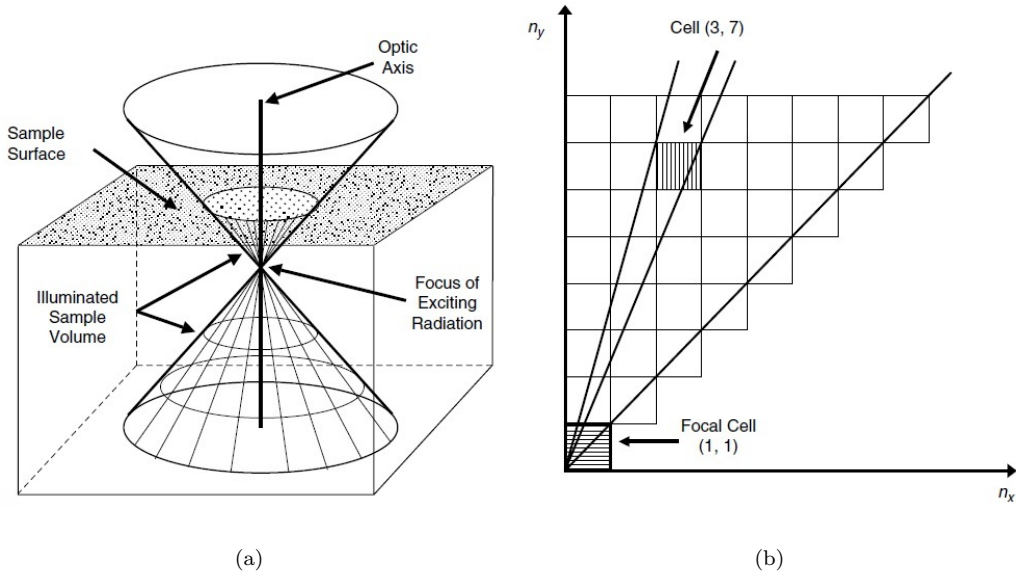 Optic
Axis
Sample
Surface
Illuminated
Sample
Volume
Focus of
Exciting
Radiation
(a)
n_y
Cell (3, 7)
Focal Cell
(1, 1)
n_x
(b)